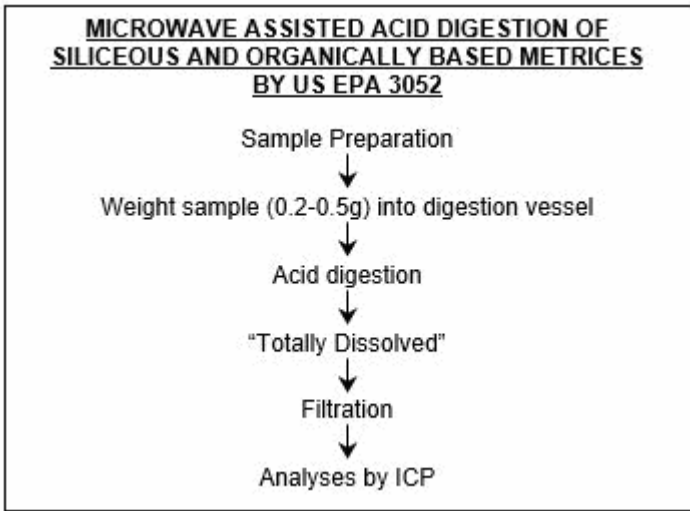 MICROWAVE ASSISTED ACID DIGESTION OF
SILICEOUS AND ORGANICALLY BASED METRICES
BY US EPA 3052
Sample Preparation
Weight sample (0.2-0.5g) into digestion vessel
Acid digestion
“Totally Dissolved”
Filtration
Analyses by ICP